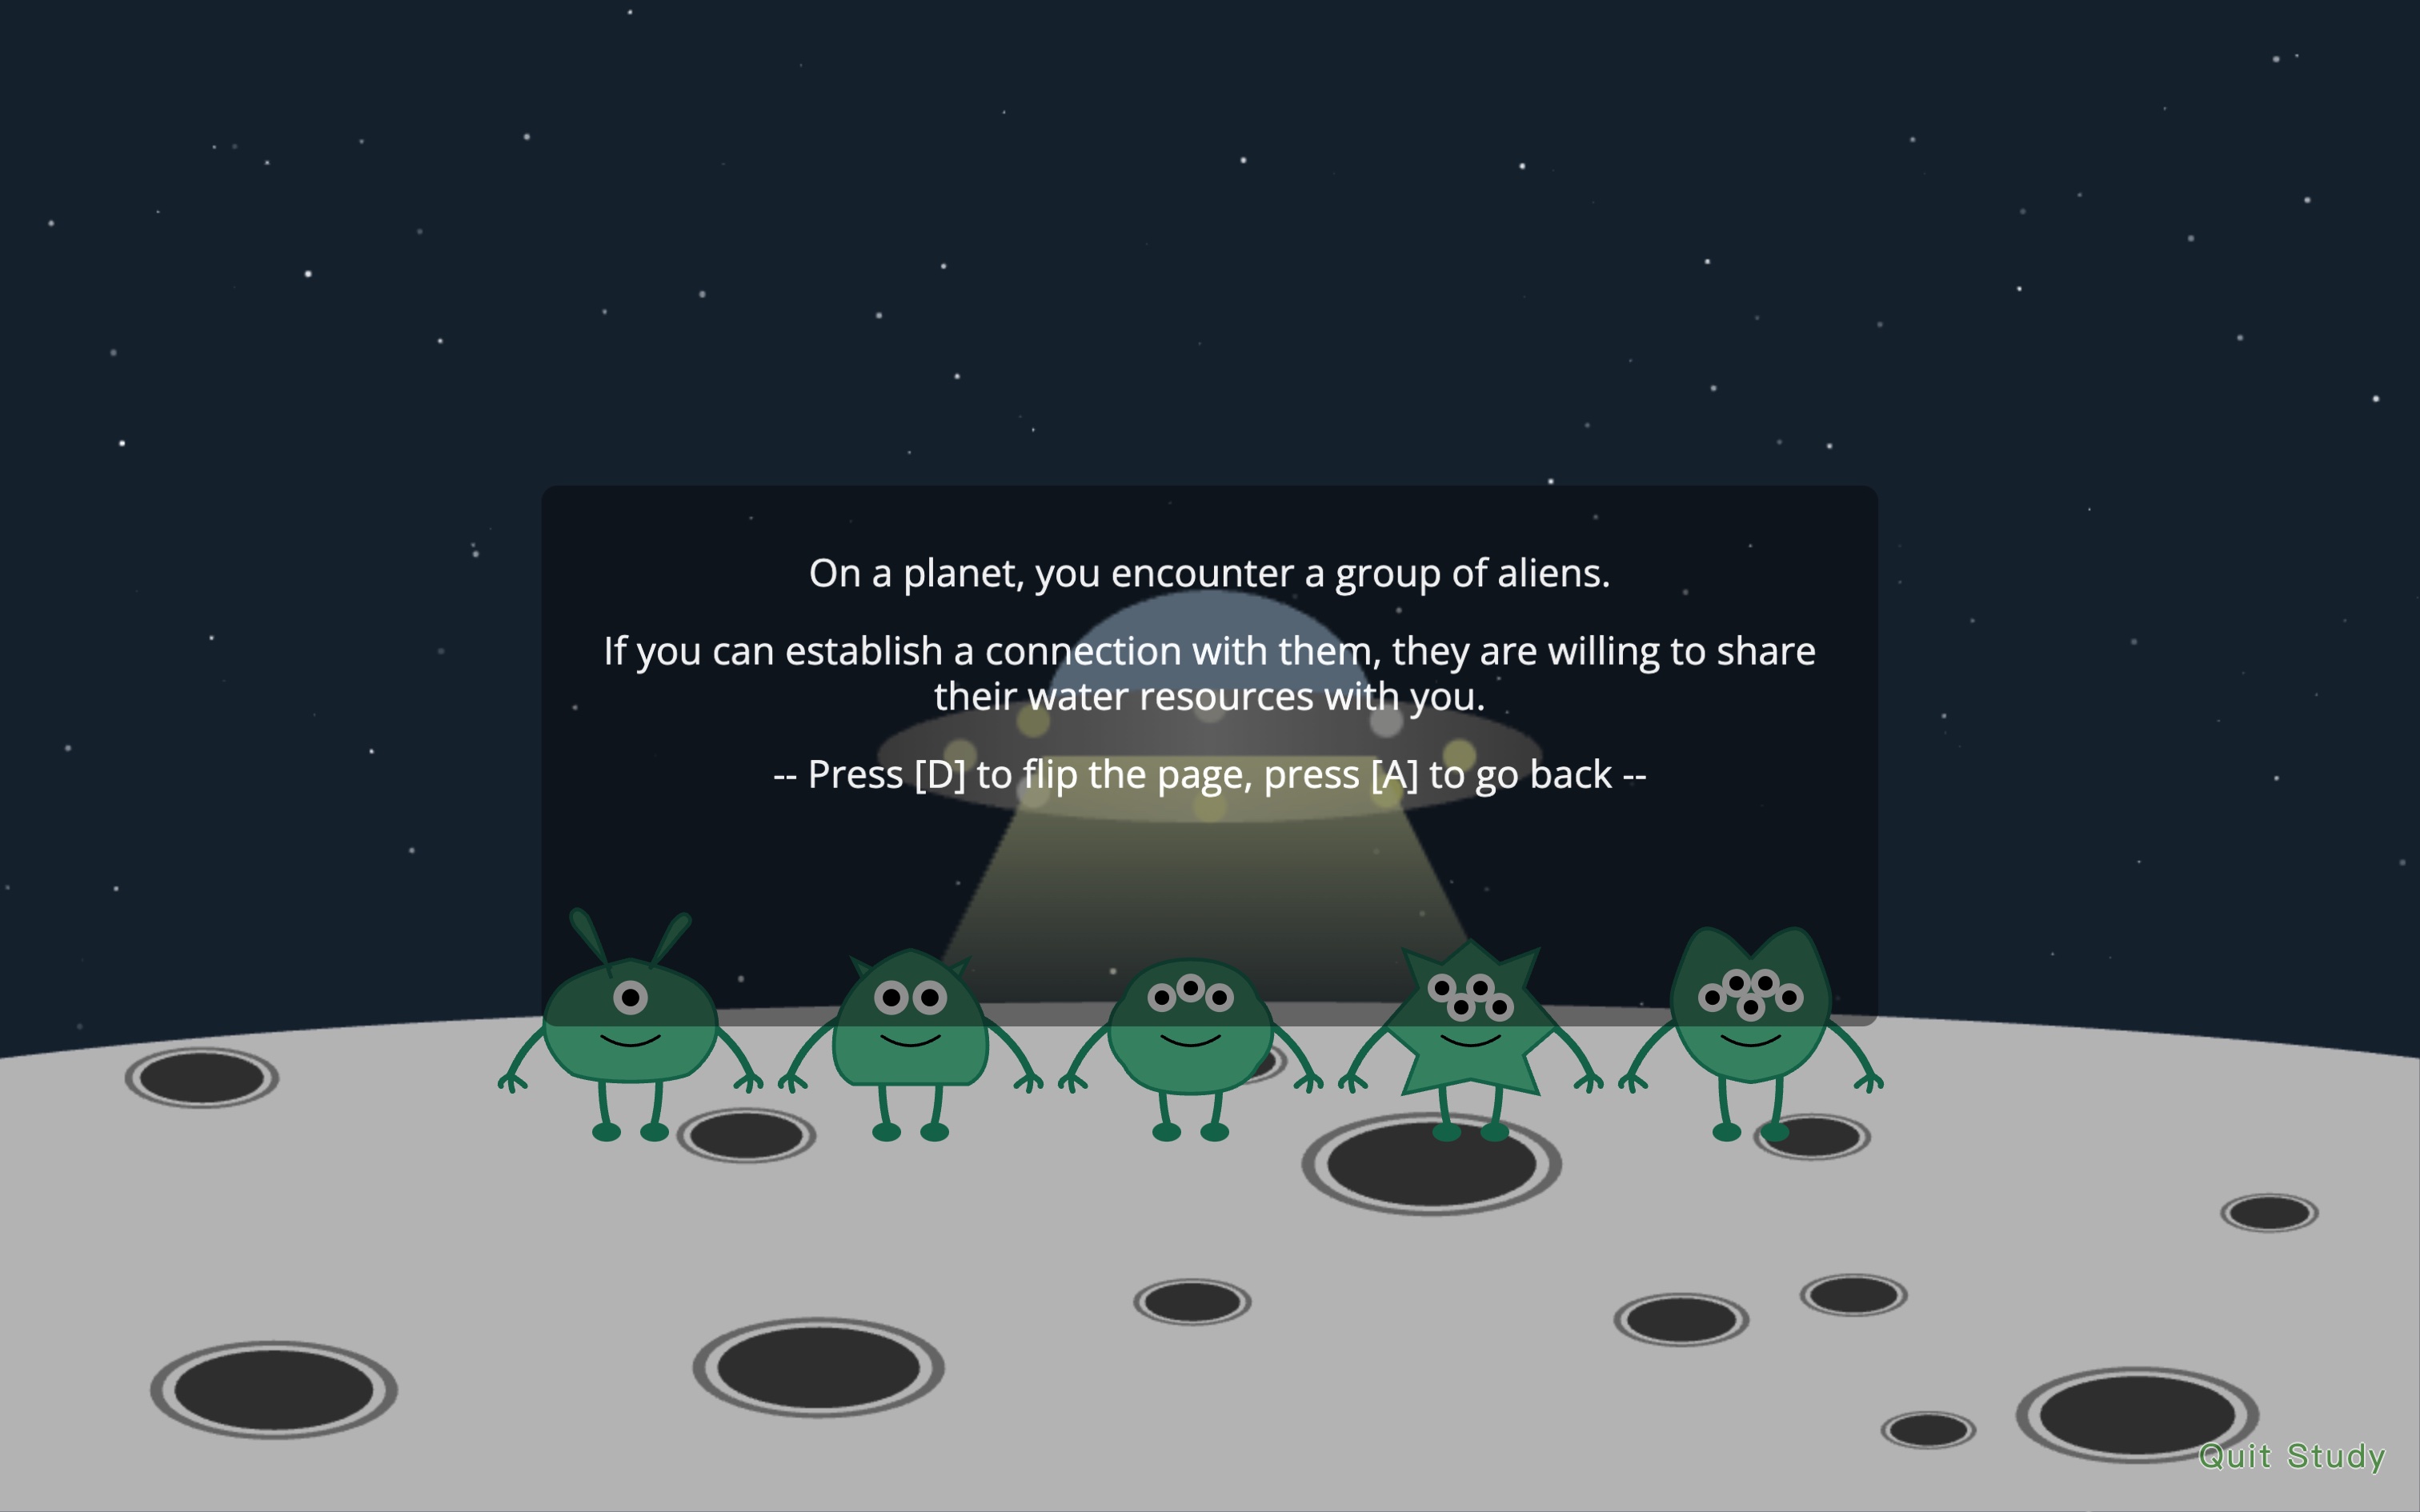 On a planet, you encounter a group of aliens.
If you can establish a connection with them, they are willing to share
their water resources with you.
-- Press [D] to flip the page, press [A] to go back --
Quit Study